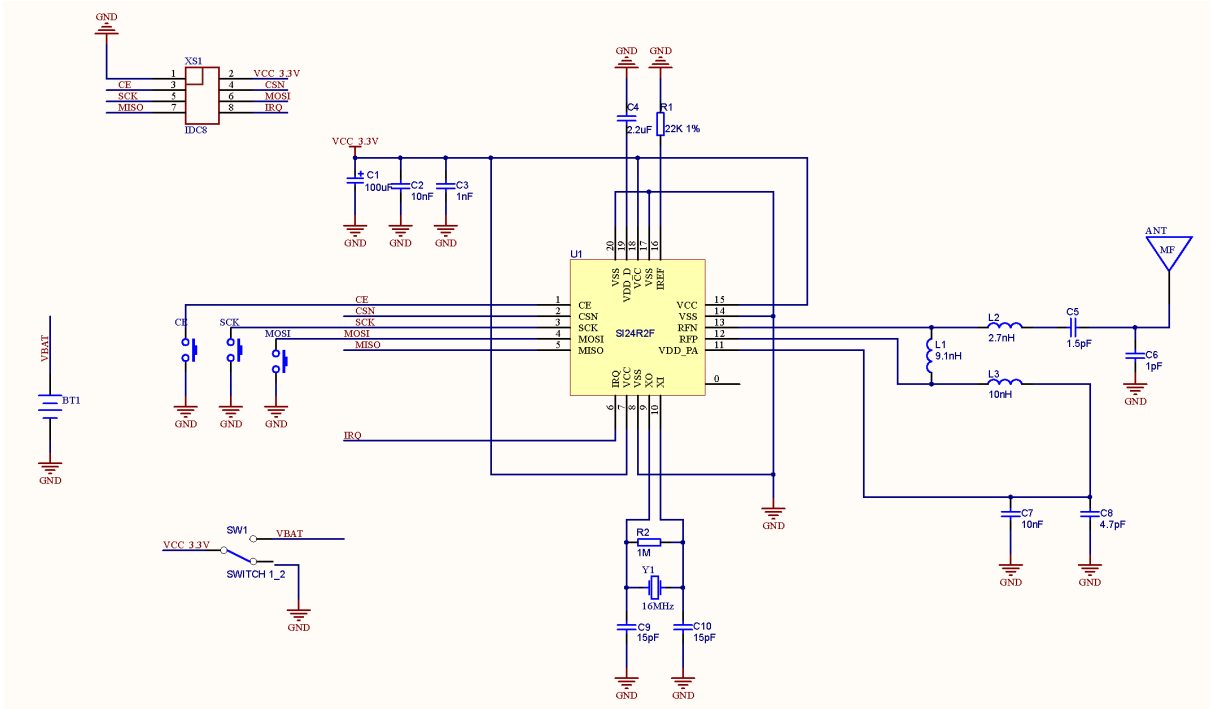 GND
XS1
1 2 VCC_3.3V
CE 3 4 CSN
SCK 5 6 MOSI
MISO 7 8 IRQ
IDC8
GND GND
C4 R1
2.2uF 22K 1%
VCC_3.3V
+ C1
100uF
C2
10nF
C3
1nF
GND GND GND
U1
20 19 18 17 16
VSS VDD_D VCC VSS IREF
CE 1 CE
CSN 2 CSN
SCK 3 SCK
MOSI 4 MOSI
MISO 5 MISO
SI24R2F
VCC 15
VSS 14
RFN 13
RFP 12
VDD_PA 11
0
IRQ VCC VSS XO XI
6 7 8 9 10
IRQ
CE SCK MOSI
GND GND GND
VBAT
BT1
GND
ANT
MF
L1
9.1nH
L2
2.7nH
C5
1.5pF
C6
1pF
GND
L3
10nH
C7
10nF
C8
4.7pF
GND GND
GND
SW1
VBAT
VCC_3.3V
SWITCH 1_2
GND
R2
1M
Y1
16MHz
C9
15pF
C10
15pF
GND GND